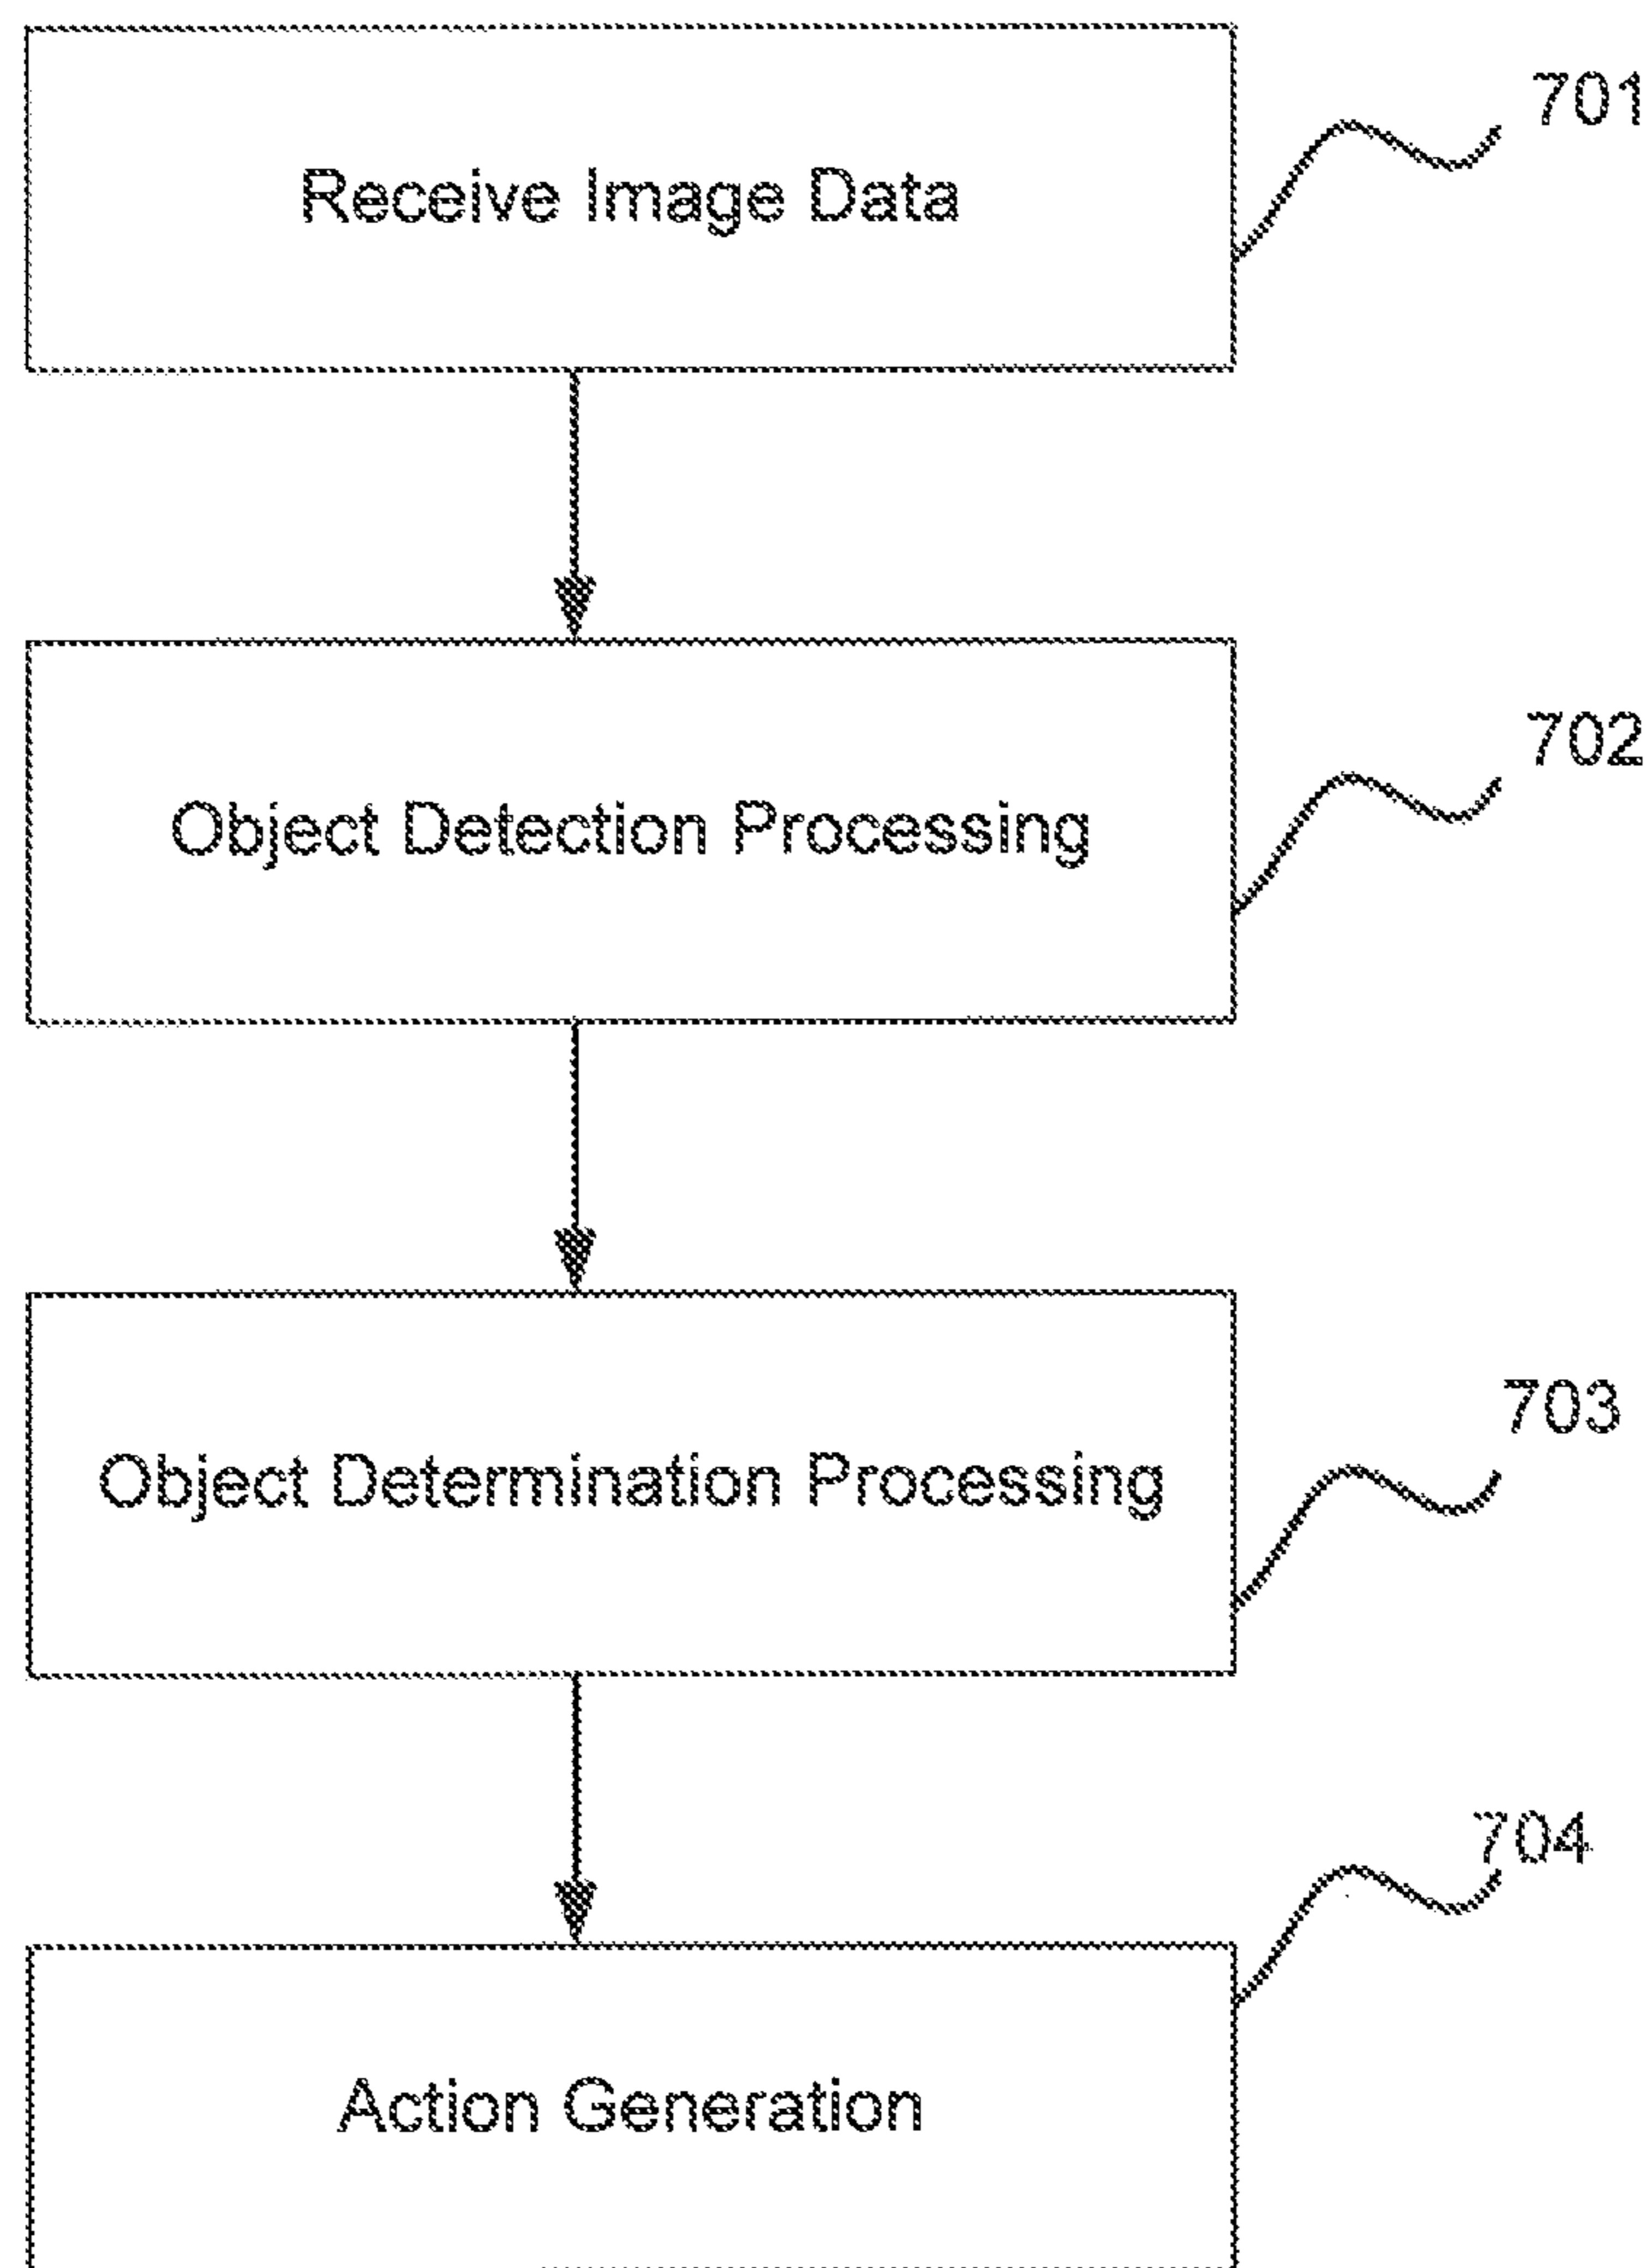 701
Receive Image Data
702
Object Detection Processing
703
Object Determination Processing
704
Action Generation